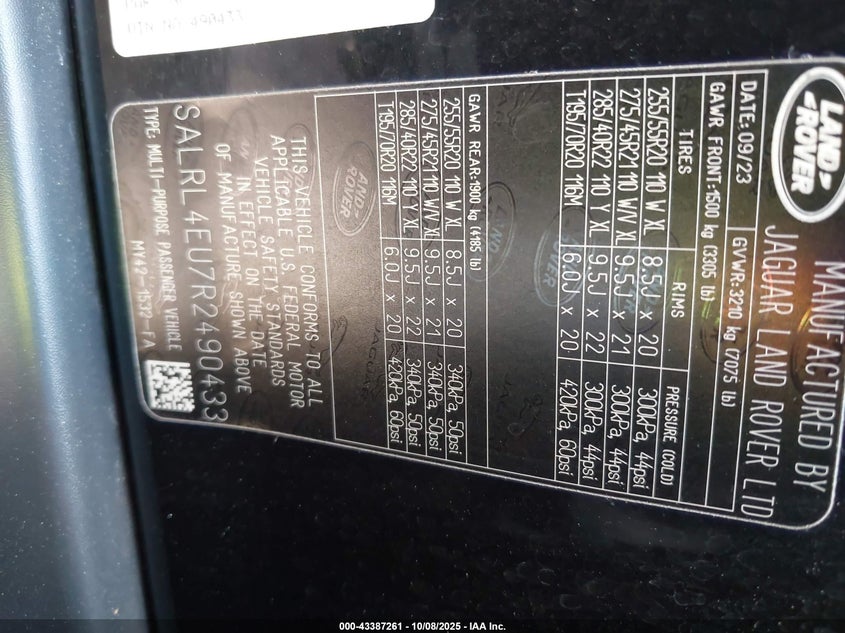 VIN NO 490433
LAND ROVER
MANUFACTURED BY
JAGUAR LAND ROVER LTD
DATE: 09/23 GVWR: 3210 kg (7075 lb)
GAWR FRONT: 1500 kg (3305 lb)
TIRES RIMS PRESSURE (COLD)
255/55R20 110 W XL 8.5J x 20 300kPa, 44psi
275/45R21 110 W/V XL 9.5J x 21 300kPa, 44psi
285/40R22 110 Y XL 9.5J x 22 300kPa, 44psi
T195/70R20 116M 6.0J x 20 420kPa, 60psi
GAWR REAR: 1900 kg (4185 lb)
255/55R20 110 W XL 8.5J x 20 340kPa, 50psi
275/45R21 110 W/V XL 9.5J x 21 340kPa, 50psi
285/40R22 110 Y XL 9.5J x 22 340kPa, 50psi
T195/70R20 116M 6.0J x 20 420kPa, 60psi
THIS VEHICLE CONFORMS TO ALL
APPLICABLE U.S. FEDERAL MOTOR
VEHICLE SAFETY STANDARDS
IN EFFECT ON THE DATE
OF MANUFACTURE SHOWN ABOVE
SALRL4EU7R2490433
TYPE: MULTI-PURPOSE PASSENGER VEHICLE
MY42-1532-FA
000-43387261 - 10/08/2025 - IAA Inc.